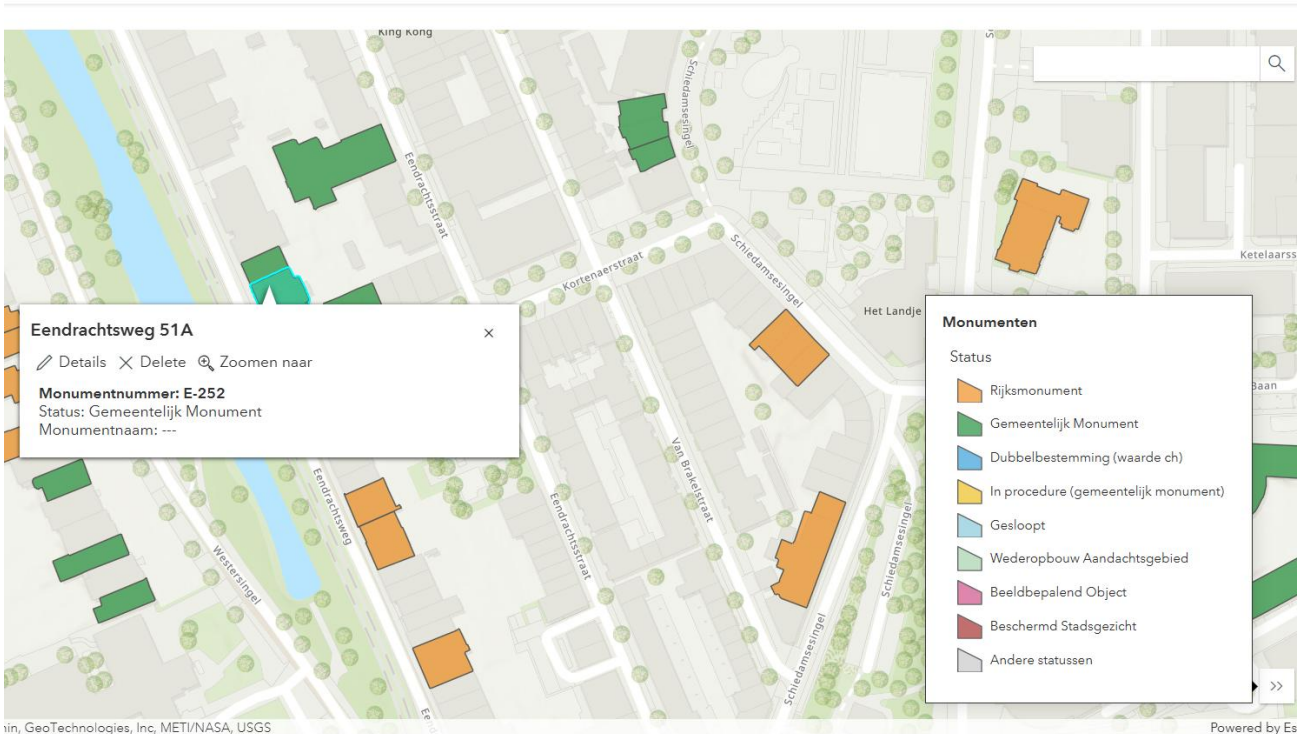 King Kong
Schiedamsesingel
Eendrachtsstraat
Kortenaerstraat
Schiedamsesingel
Het Landje
Ketelaarss
Baan
Eendrachtsweg 51A
×
Details
Delete
Zoomen naar
Monumentnummer: E-252
Status: Gemeentelijk Monument
Monumentnaam: ---
Monumenten
Status
Rijksmonument
Gemeentelijk Monument
Dubbelbestemming (waarde ch)
In procedure (gemeentelijk monument)
Gesloopt
Wederopbouw Aandachtsgebied
Beeldbepalend Object
Beschermd Stadsgezicht
Andere statussen
Van Brakelstraat
Eendrachtsweg
Eendrachtsstraat
Westersingel
Schiedamsesingel
Schiedamsesingel
nin, GeoTechnologies, Inc, METI/NASA, USGS
Powered by Es